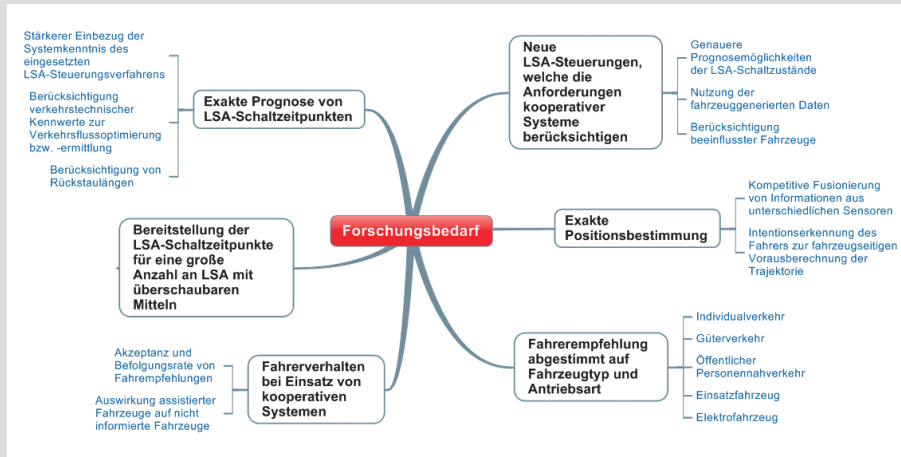 Stärkerer Einbezug der
Systemkenntnis des
eingesetzten
LSA-Steuerungsverfahrens
Berücksichtigung
verkehrstechnischer
Kennwerte zur
Verkehrsflussoptimierung
bzw. -ermittlung
Berücksichtigung von
Rückstaulängen
Exakte Prognose von
LSA-Schaltzeitpunkten
Bereitstellung der
LSA-Schaltzeitpunkte
für eine große
Anzahl an LSA mit
überschaubaren
Mitteln
Akzeptanz und
Befolgungsrate von
Fahrempfehlungen
Auswirkung assistierter
Fahrzeuge auf nicht
informierte Fahrzeuge
Fahrerverhalten
bei Einsatz von
kooperativen
Systemen
Forschungsbedarf
Neue
LSA-Steuerungen,
welche die
Anforderungen
kooperativer
Systeme
berücksichtigen
Genauere
Prognosemöglichkeiten
der LSA-Schaltzustände
Nutzung der
fahrzeuggenerierten Daten
Berücksichtigung
beeinflusster Fahrzeuge
Exakte
Positionsbestimmung
Kompetitive Fusionierung
von Informationen aus
unterschiedlichen Sensoren
Intentionserkennung des
Fahrers zur fahrzeugseitigen
Vorausberechnung der
Trajektorie
Fahrerempfehlung
abgestimmt auf
Fahrzeugtyp und
Antriebsart
Individualverkehr
Güterverkehr
Öffentlicher
Personennahverkehr
Einsatzfahrzeug
Elektrofahrzeug